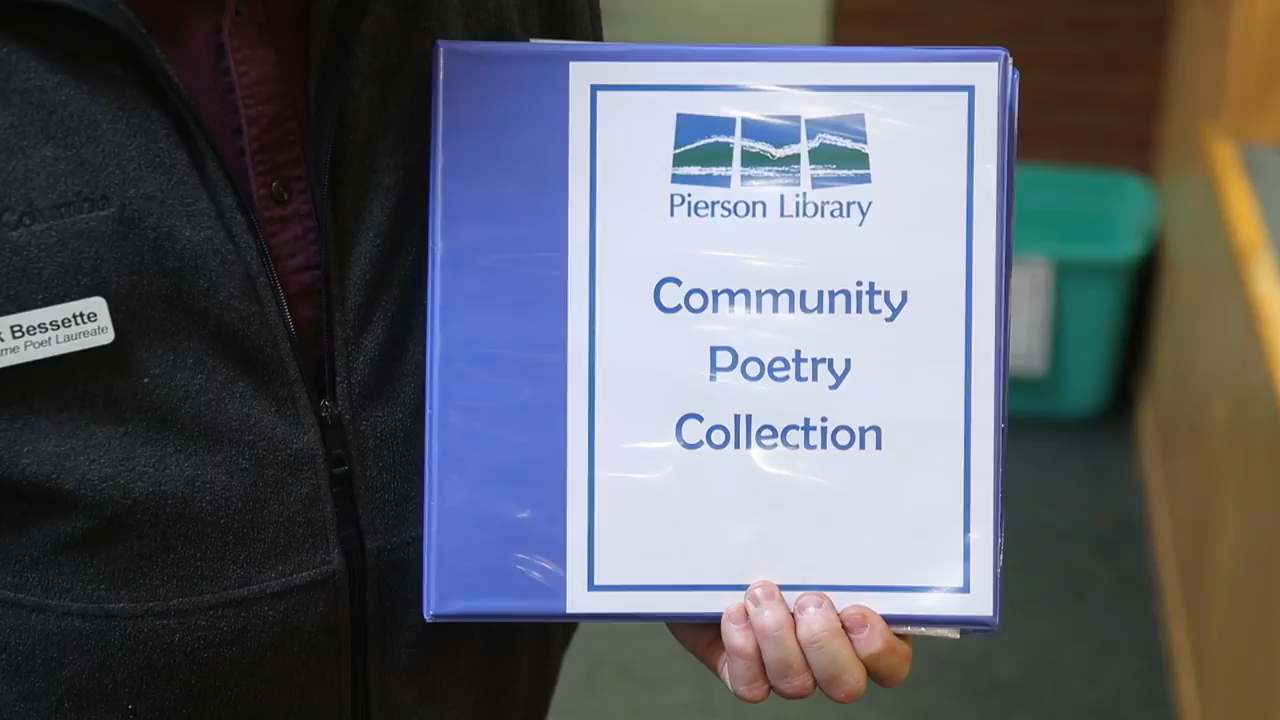 Columbia
Bessette
Poet Laureate
Pierson Library
Community
Poetry
Collection